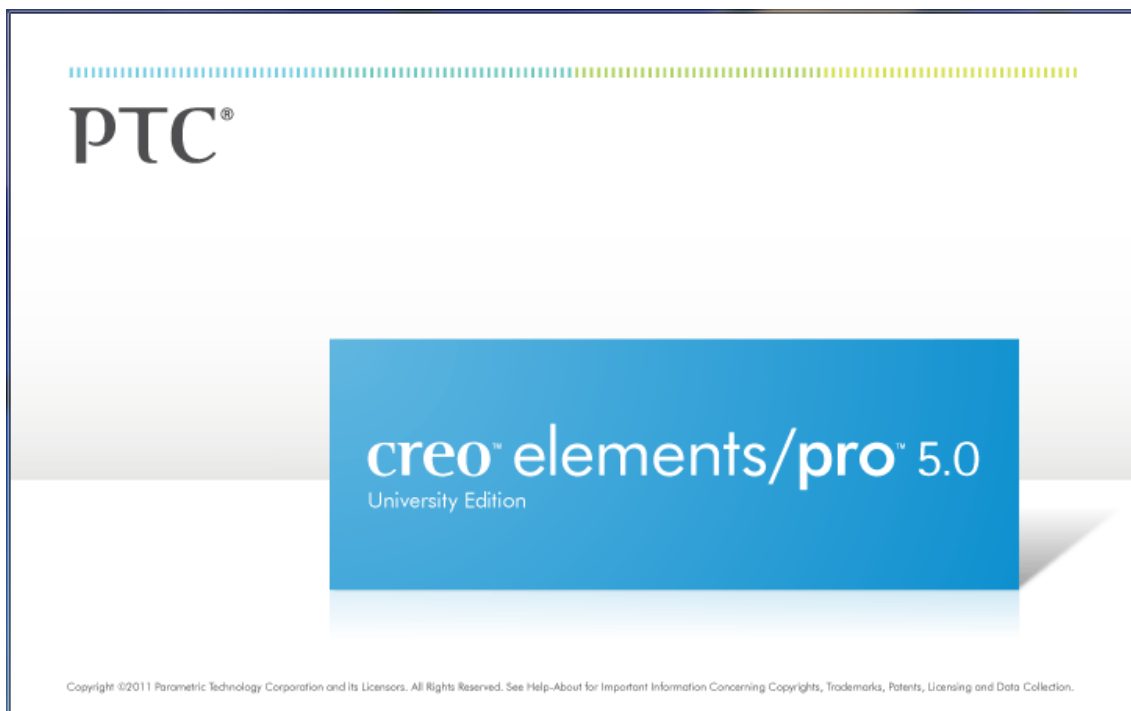 PTC®
creo™ elements/pro™ 5.0
University Edition
Copyright ©2011 Parametric Technology Corporation and its Licensors. All Rights Reserved. See Help-About for Important Information Concerning Copyrights, Trademarks, Patents, Licensing and Data Collection.